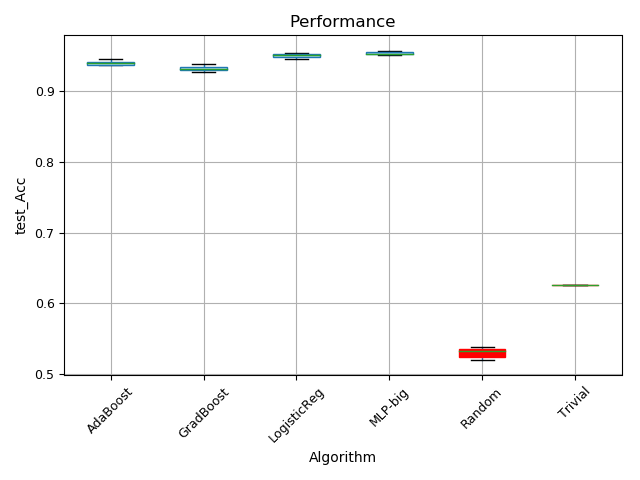 Performance
test_Acc
0.9
0.8
0.7
0.6
0.5
AdaBoost
GradBoost
LogisticReg
MLP-big
Random
Trivial
Algorithm